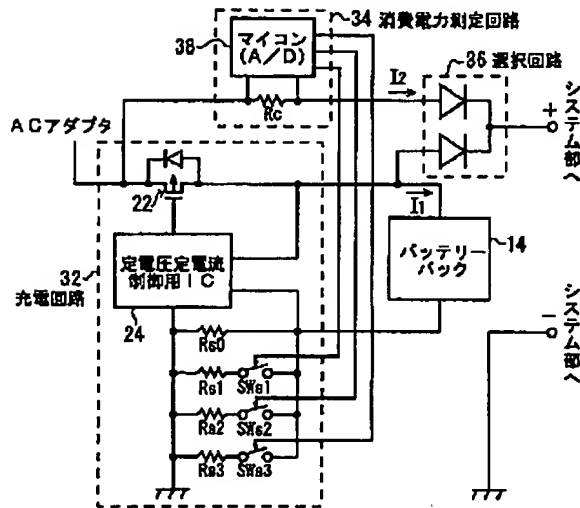 34 消費電力測定回路
38
マイコン
(A/D)
36 選択回路
I2
Rc
システム部へ
+
ACアダプタ
22
I1
14
バッテリー
パック
32
充電回路
定電圧定電流
制御用IC
24
システム部へ
-
Rs0
Rs1
SWs1
Rs2
SWs2
Rs3
SWs3